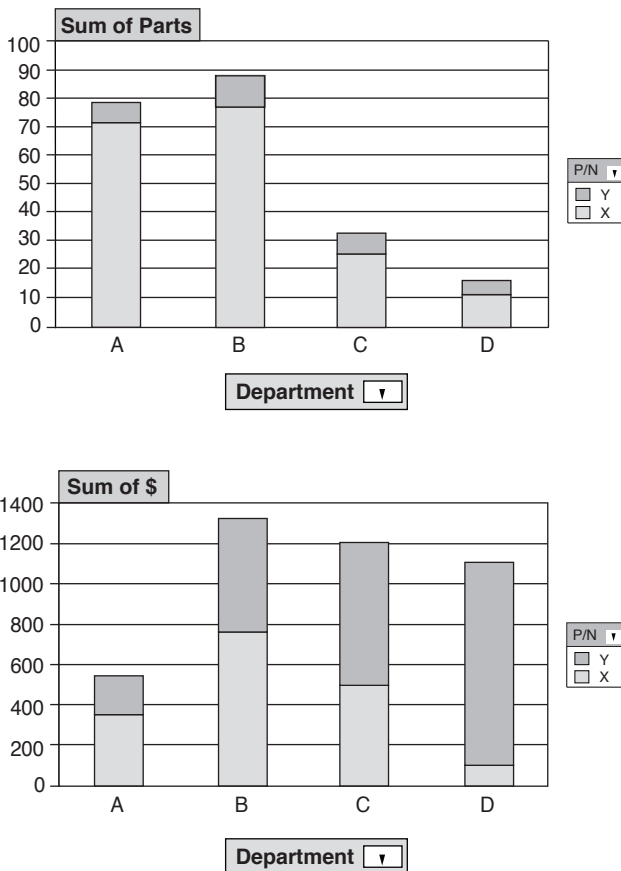 Sum of Parts
100
90
80
70
60
50
40
30
20
10
0
A B C D
Department
P/N
Y
X
Sum of $
1400
1200
1000
800
600
400
200
0
A B C D
Department
P/N
Y
X